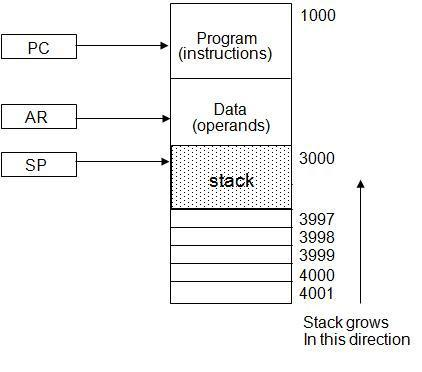 1000
PC
Program
(instructions)
AR
Data
(operands)
SP
3000
stack
3997
3998
3999
4000
4001
Stack grows
In this direction